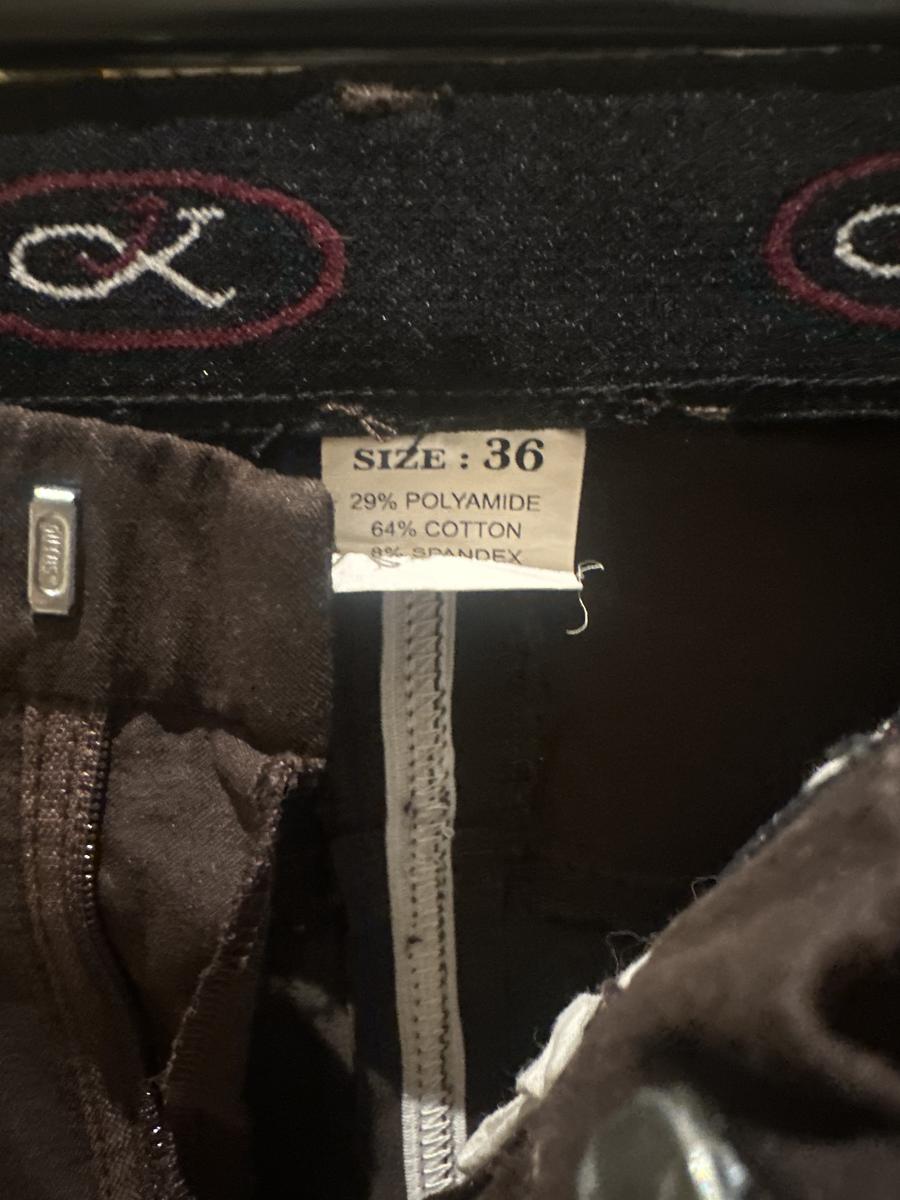 SIZE : 36
29% POLYAMIDE
64% COTTON
8% SPANDEX